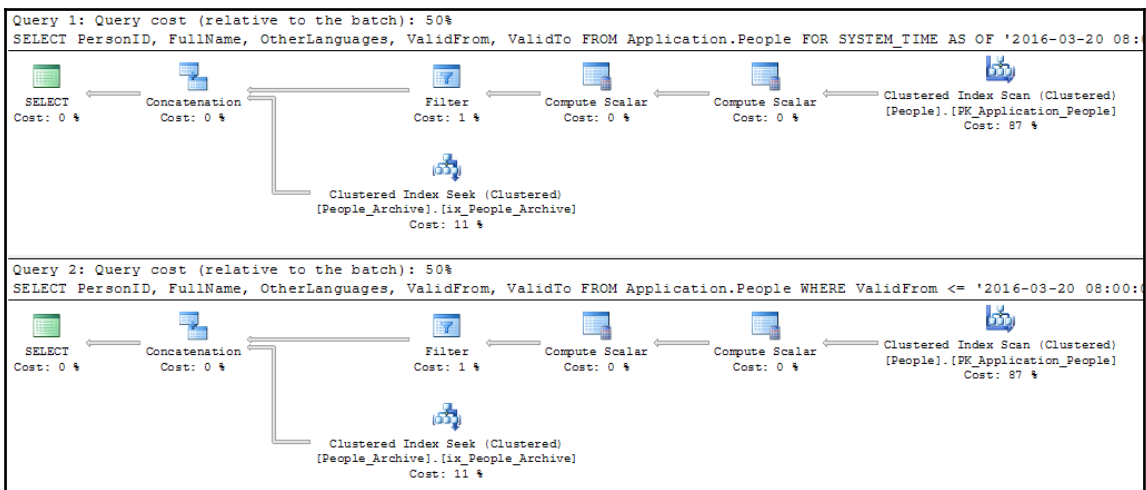 Query 1: Query cost (relative to the batch): 50%
SELECT PersonID, FullName, OtherLanguages, ValidFrom, ValidTo FROM Application.People FOR SYSTEM_TIME AS OF '2016-03-20 08:0
SELECT
Cost: 0 %
Concatenation
Cost: 0 %
Filter
Cost: 1 %
Compute Scalar
Cost: 0 %
Compute Scalar
Cost: 0 %
Clustered Index Scan (Clustered)
[People].[PK_Application_People]
Cost: 87 %
Clustered Index Seek (Clustered)
[People_Archive].[ix_People_Archive]
Cost: 11 %
Query 2: Query cost (relative to the batch): 50%
SELECT PersonID, FullName, OtherLanguages, ValidFrom, ValidTo FROM Application.People WHERE ValidFrom <= '2016-03-20 08:00:0
SELECT
Cost: 0 %
Concatenation
Cost: 0 %
Filter
Cost: 1 %
Compute Scalar
Cost: 0 %
Compute Scalar
Cost: 0 %
Clustered Index Scan (Clustered)
[People].[PK_Application_People]
Cost: 87 %
Clustered Index Seek (Clustered)
[People_Archive].[ix_People_Archive]
Cost: 11 %